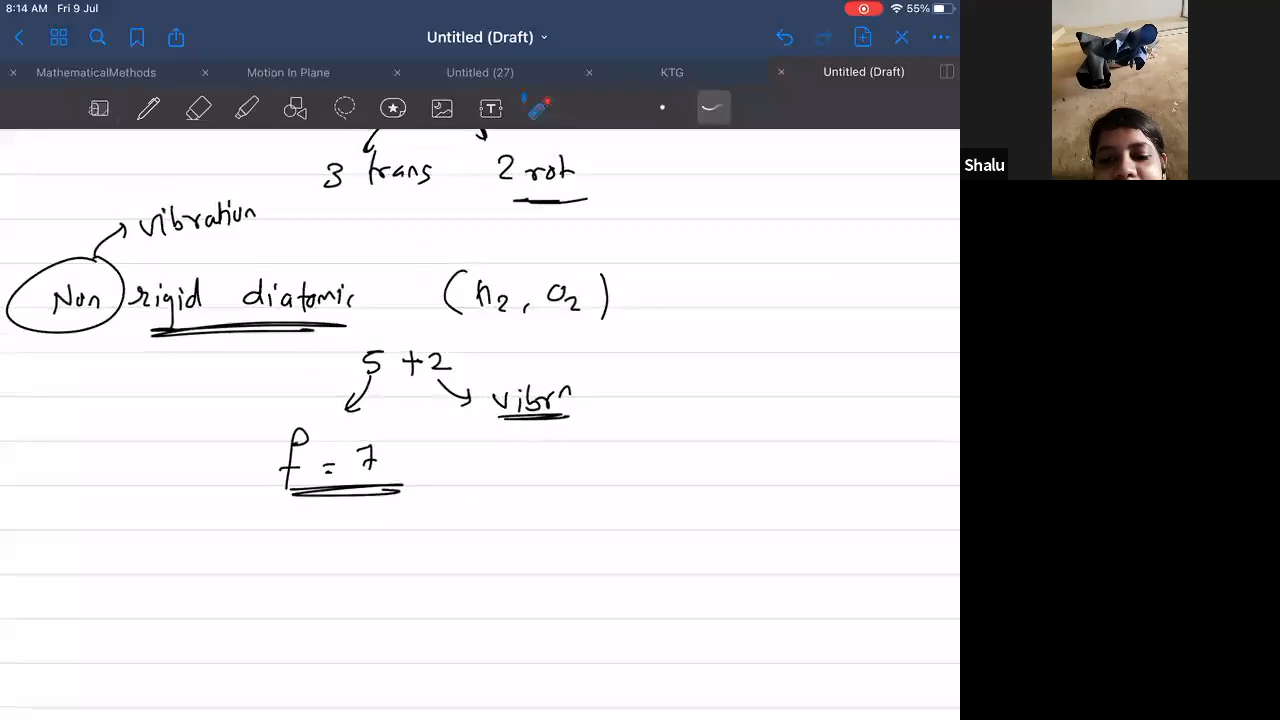 8:14 AM Fri 9 Jul
55%
Untitled (Draft)
MathematicalMethods
Motion In Plane
Untitled (27)
KTG
Untitled (Draft)
3 trans 2 rot
vibration
Non rigid diatomic (h2, O2)
5 + 2
vibrn
f = 7
Shalu